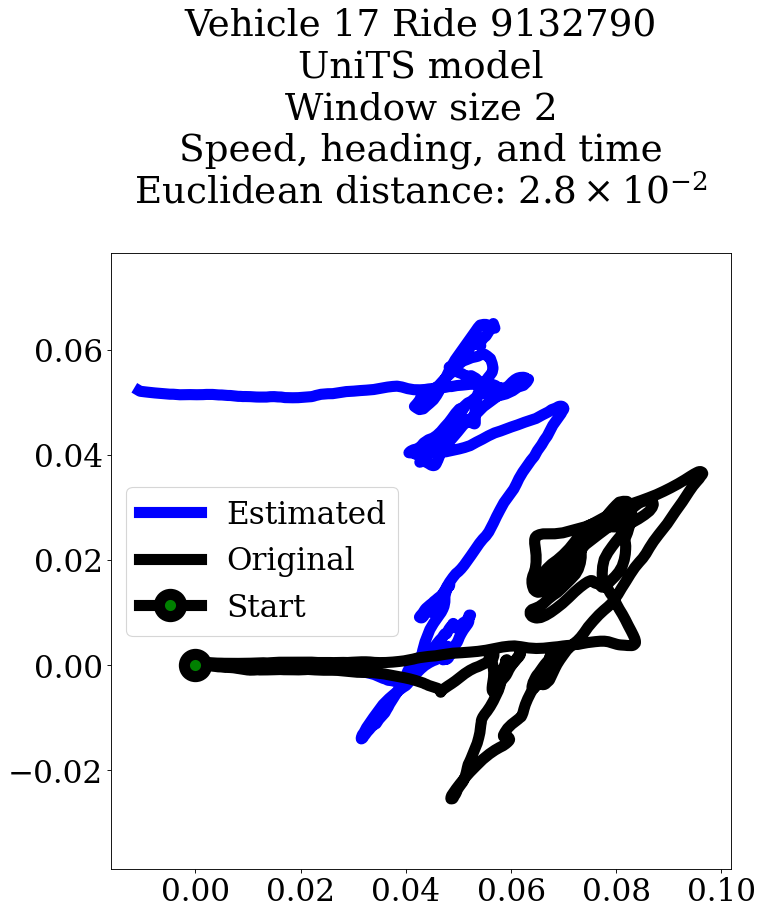 Vehicle 17 Ride 9132790
UniTS model
Window size 2
Speed, heading, and time
Euclidean distance: 2.8 × 10⁻²
0.06
0.04
0.02
0.00
−0.02
Estimated
Original
Start
0.00 0.02 0.04 0.06 0.08 0.10